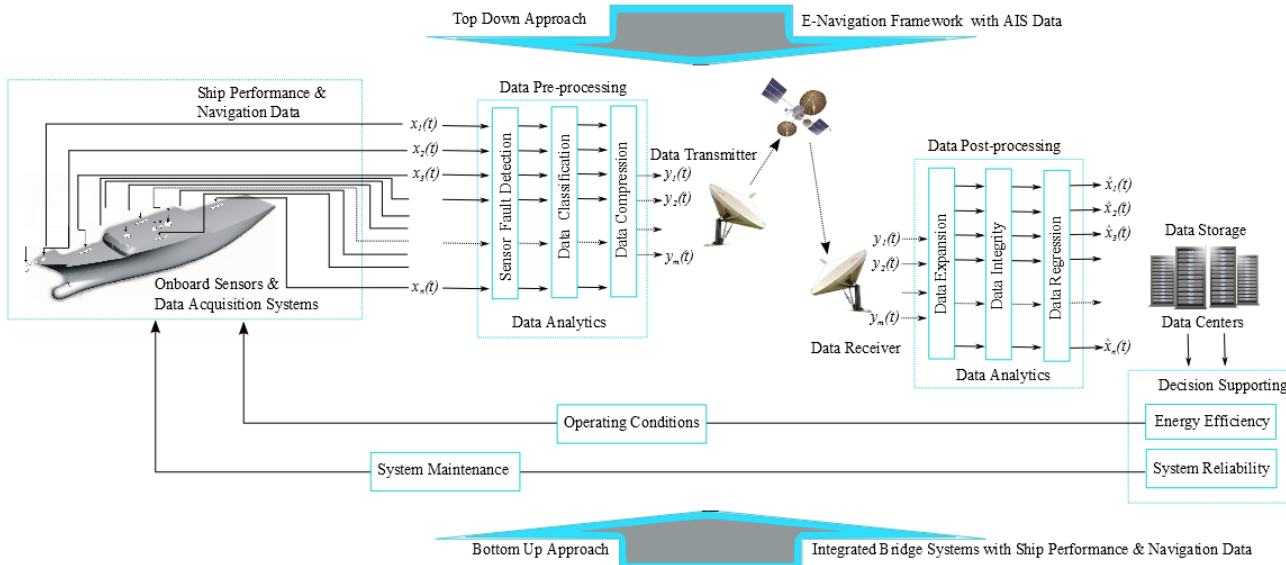 Top Down Approach
E-Navigation Framework with AIS Data
Ship Performance &
Navigation Data
Onboard Sensors &
Data Acquisition Systems
x₁(t)
x₂(t)
x₃(t)
xₙ(t)
Data Pre-processing
Sensor Fault Detection
Data Classification
Data Compression
Data Analytics
Data Transmitter
y₁(t)
y₂(t)
yₘ(t)
y₁(t)
y₂(t)
yₘ(t)
Data Receiver
Data Post-processing
Data Expansion
Data Integrity
Data Regression
Data Analytics
x̂₁(t)
x̂₂(t)
x̂₃(t)
x̂ₙ(t)
Data Storage
Data Centers
Decision Supporting
Energy Efficiency
System Reliability
Operating Conditions
System Maintenance
Bottom Up Approach
Integrated Bridge Systems with Ship Performance & Navigation Data